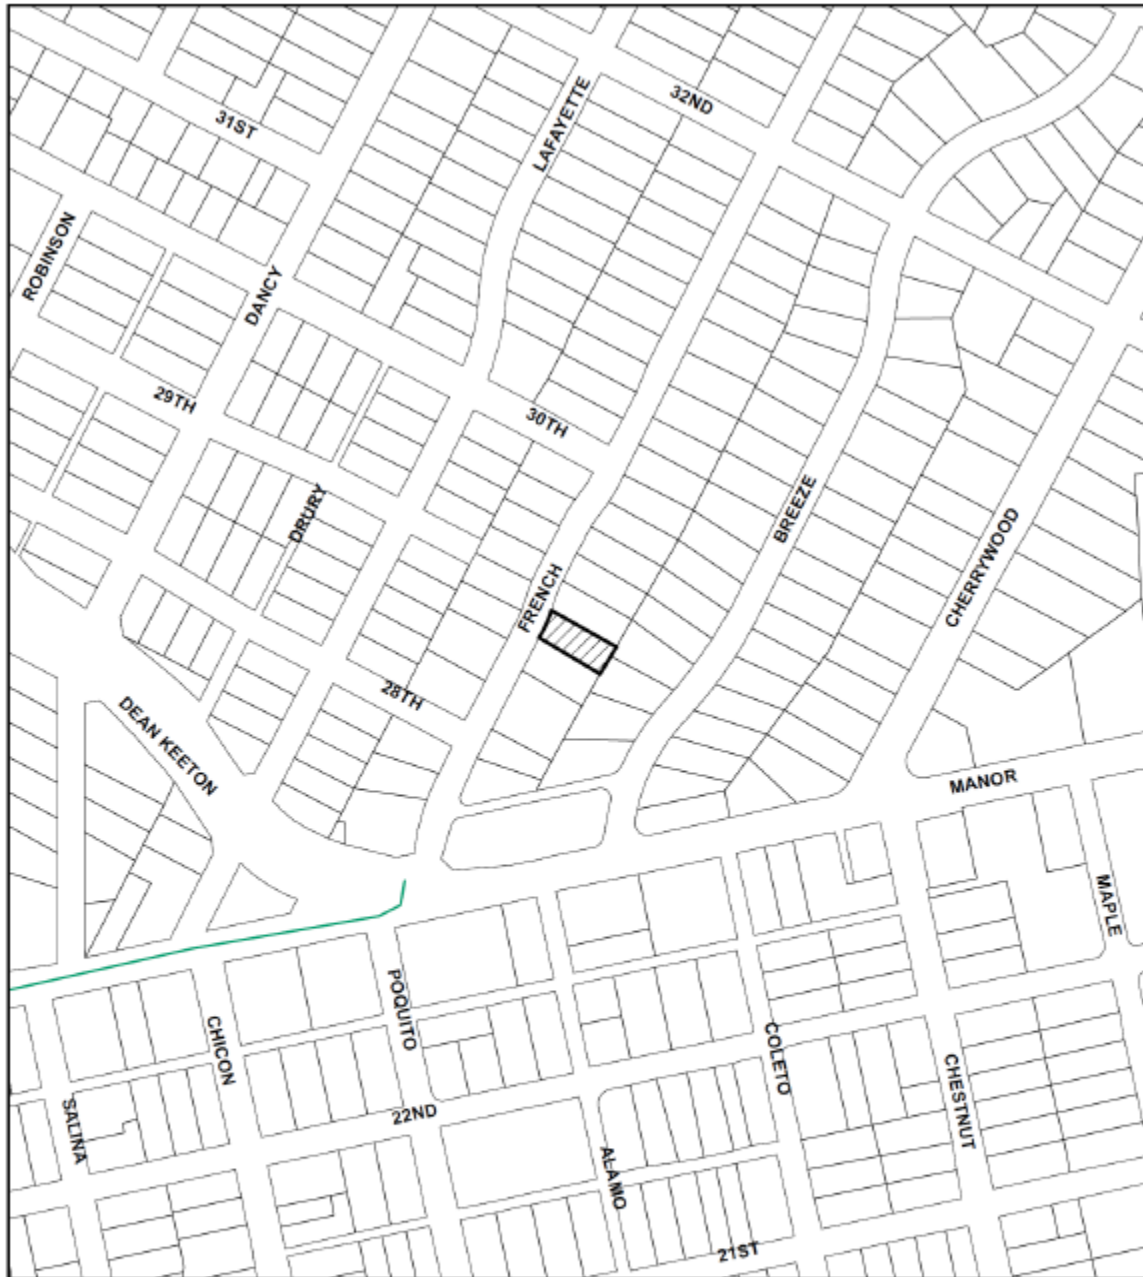 32ND
LAFAYETTE
31ST
ROBINSON
DANCY
29TH
30TH
DRURY
BREEZE
CHERRYWOOD
FRENCH
28TH
DEAN KEETON
MANOR
MAPLE
POQUITO
CHICON
COLETO
CHESTNUT
SALINA
22ND
ALAMO
21ST